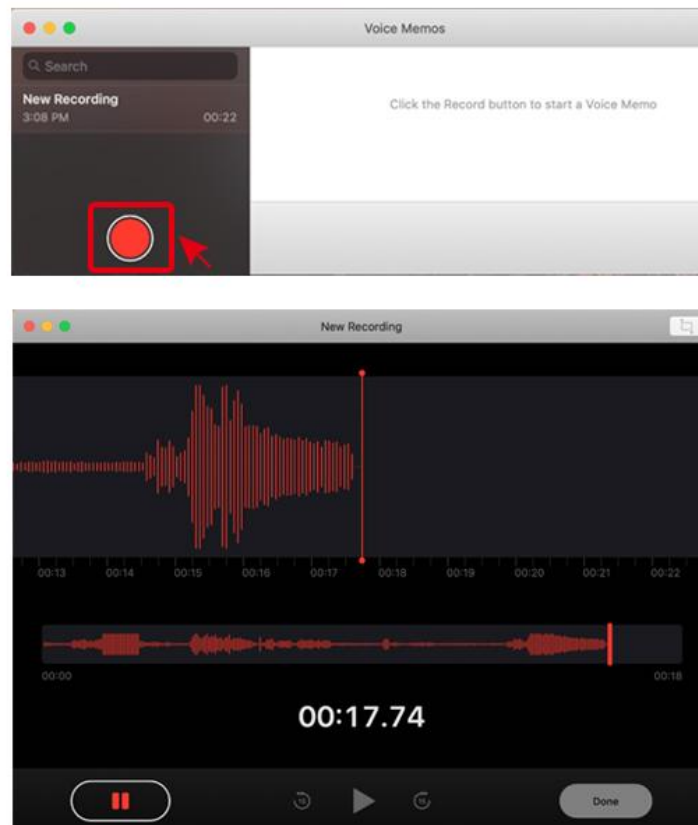 Voice Memos
Search
New Recording
3:08 PM 00:22
Click the Record button to start a Voice Memo
New Recording
00:13 00:14 00:15 00:16 00:17 00:18 00:19 00:20 00:21 00:22
00:00 00:18
00:17.74
15 15
Done